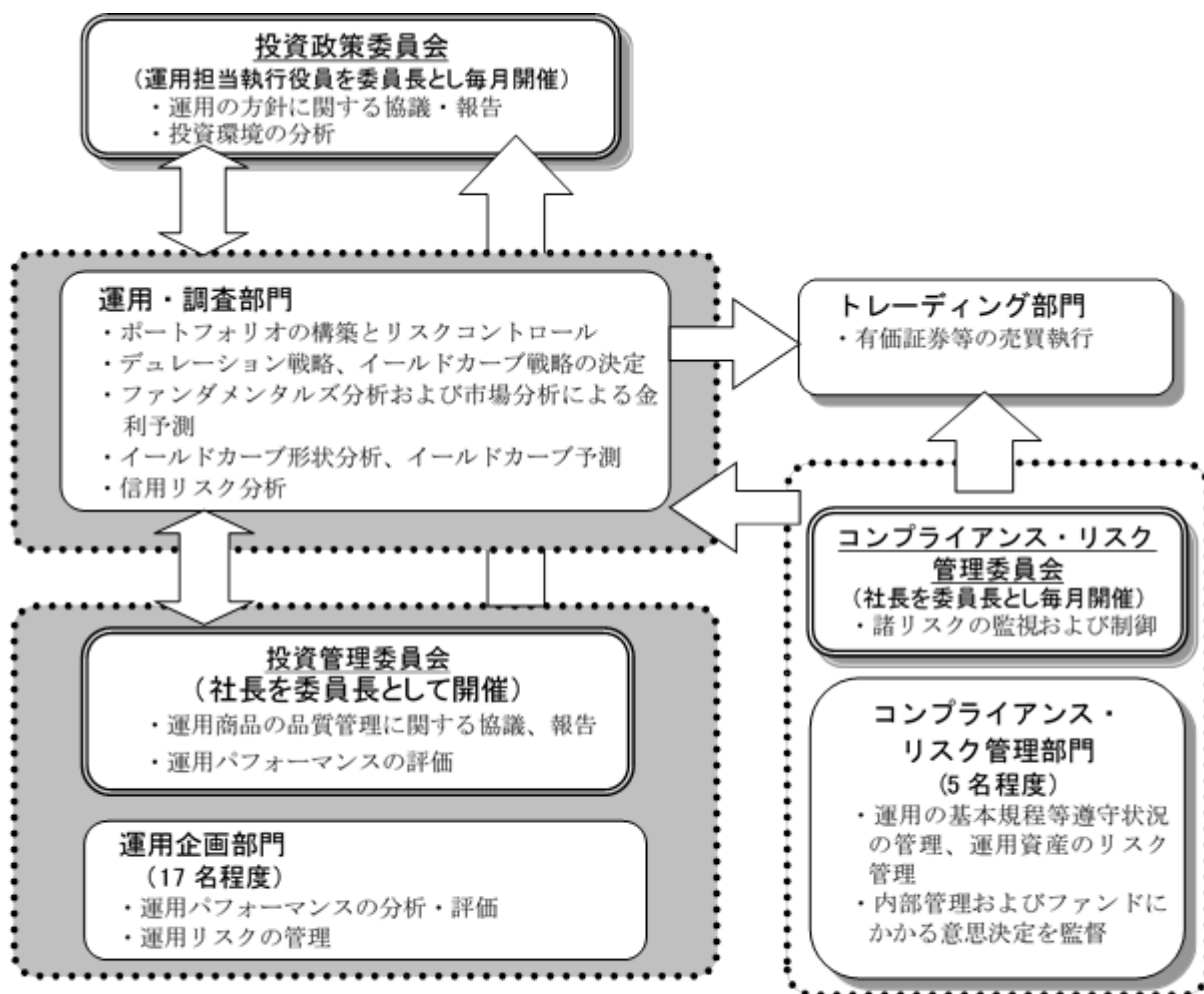 投資政策委員会
(運用担当執行役員を委員長とし毎月開催)
・運用の方針に関する協議・報告
・投資環境の分析
運用・調査部門
・ポートフォリオの構築とリスクコントロール
・デュレーション戦略、イールドカーブ戦略の決定
・ファンダメンタルズ分析および市場分析による金
利予測
・イールドカーブ形状分析、イールドカーブ予測
・信用リスク分析
トレーディング部門
・有価証券等の売買執行
投資管理委員会
(社長を委員長として開催)
・運用商品の品質管理に関する協議、報告
・運用パフォーマンスの評価
運用企画部門
(17 名程度)
・運用パフォーマンスの分析・評価
・運用リスクの管理
コンプライアンス・リスク
管理委員会
(社長を委員長とし毎月開催)
・諸リスクの監視および制御
コンプライアンス・
リスク管理部門
(5 名程度)
・運用の基本規程等遵守状況
の管理、運用資産のリスク
管理
・内部管理およびファンドに
かかる意思決定を監督